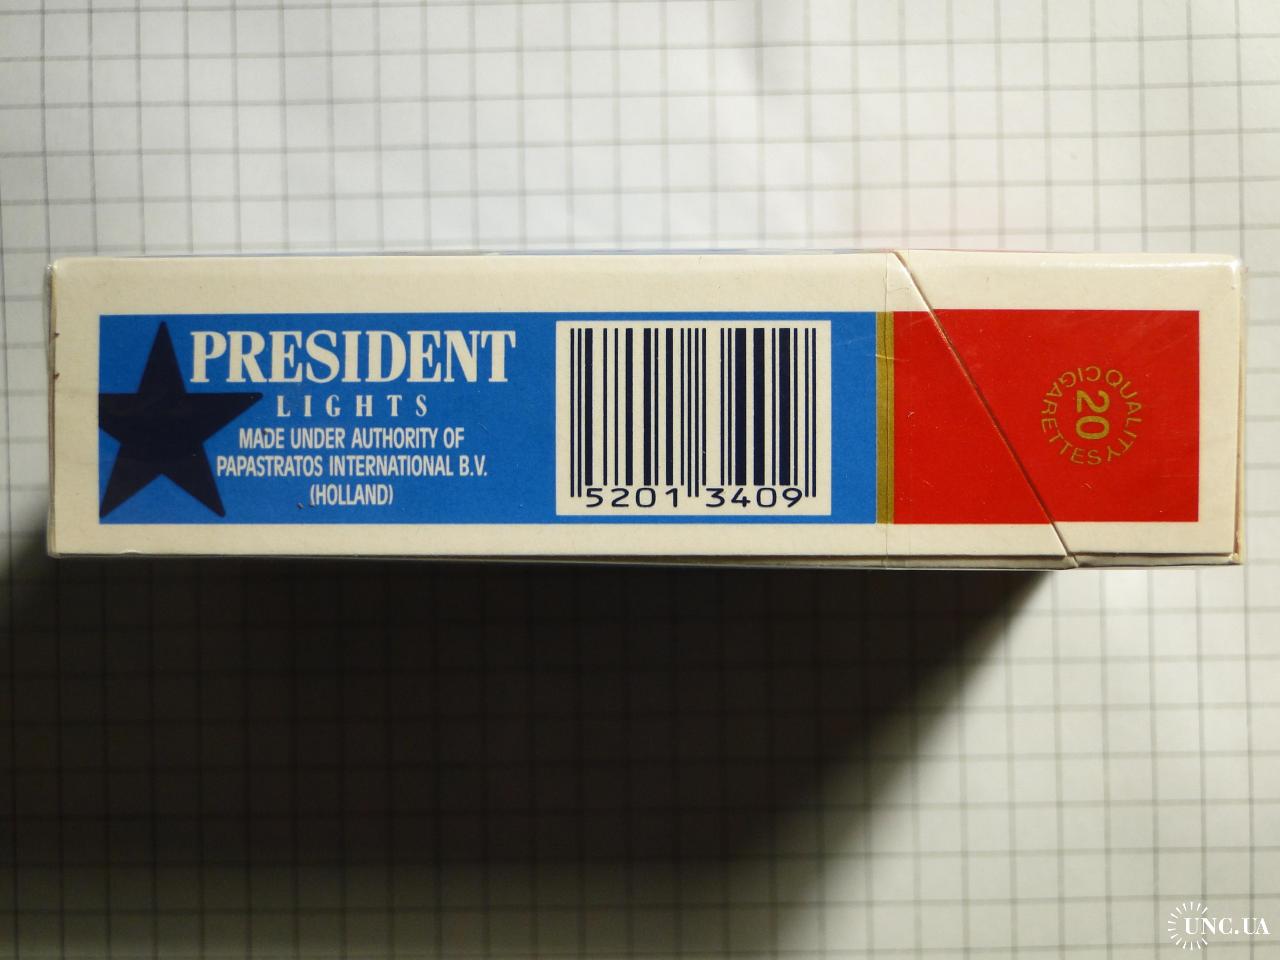 PRESIDENT
LIGHTS
MADE UNDER AUTHORITY OF
PAPASTRATOS INTERNATIONAL B.V.
(HOLLAND)
5201 3409
QUALITY
20
CIGARETTES
UNC.UA